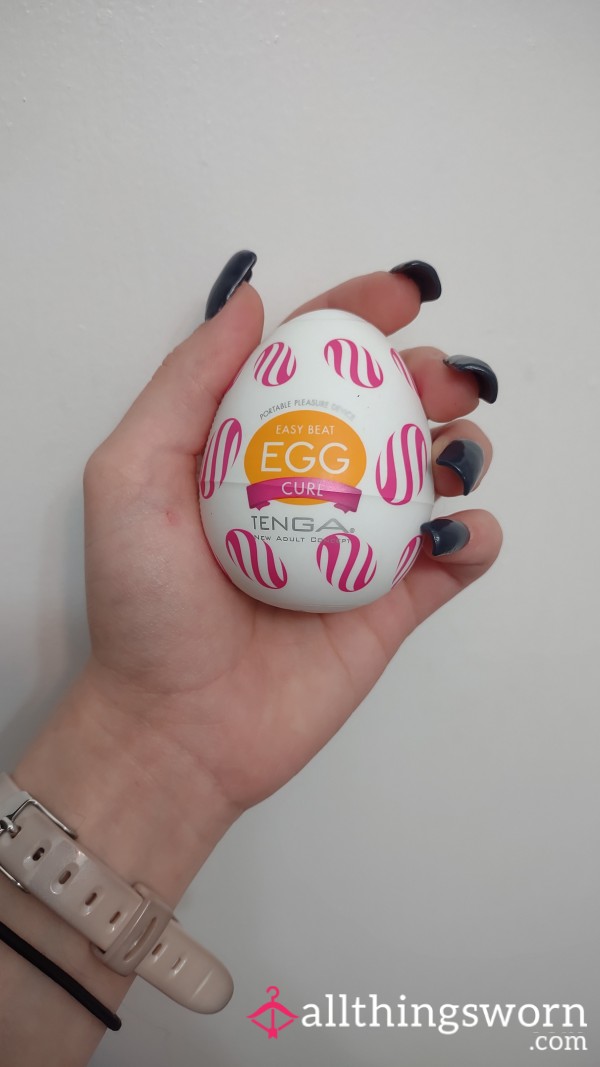 PORTABLE PLEASURE DEVICE
EASY BEAT
EGG
CURL
TENGA®
NEW ADULT CONCEPT
allthingsworn
.com